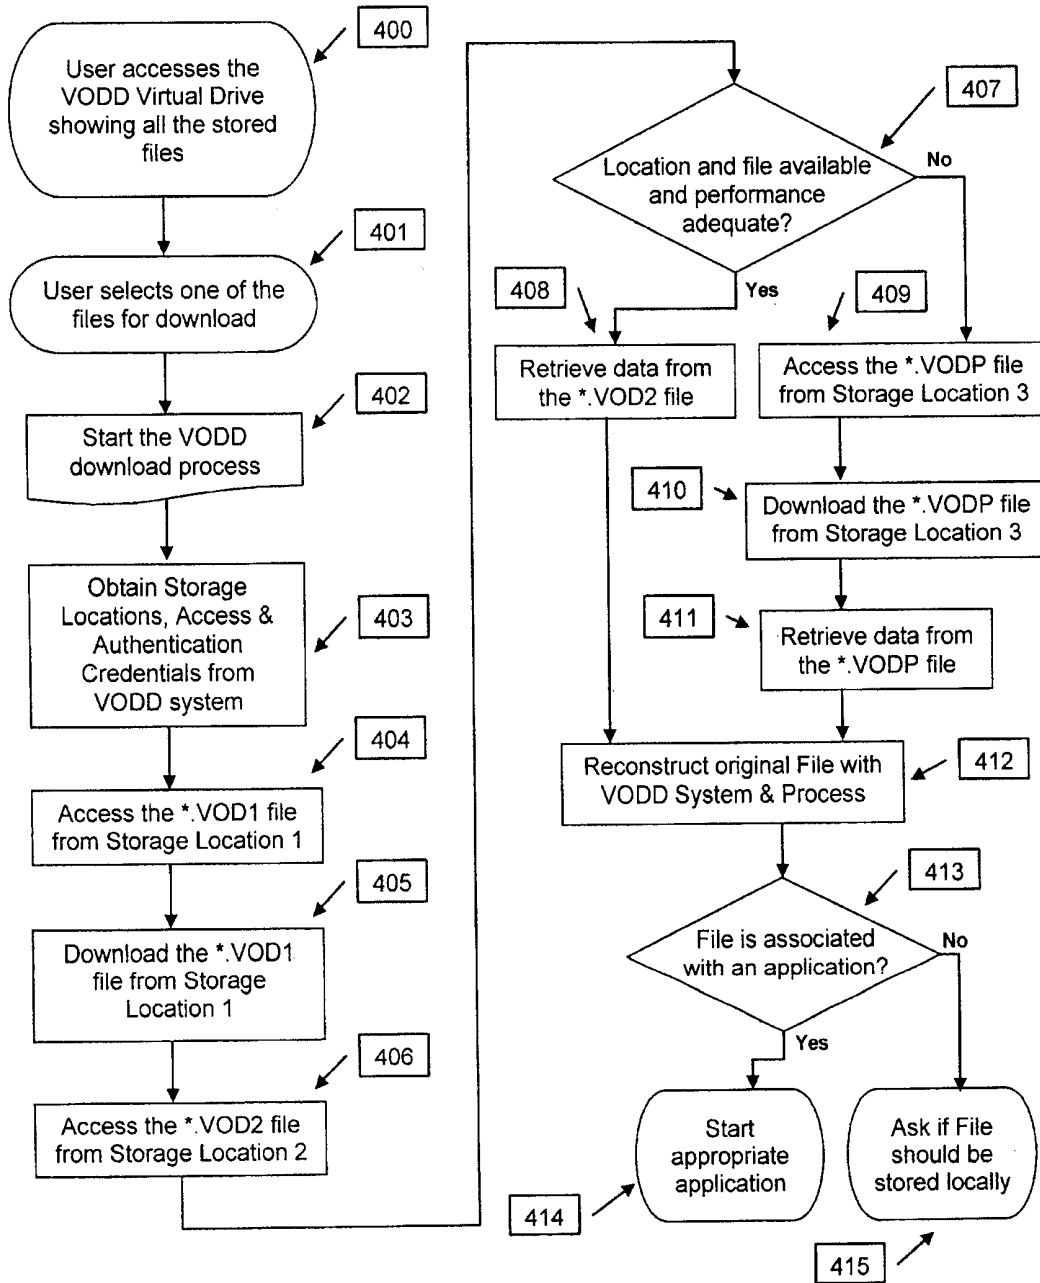 400
User accesses the
VODD Virtual Drive
showing all the stored
files
401
User selects one of the
files for download
402
Start the VODD
download process
403
Obtain Storage
Locations, Access &
Authentication
Credentials from
VODD system
404
Access the *.VOD1 file
from Storage Location 1
405
Download the *.VOD1
file from Storage
Location 1
406
Access the *.VOD2 file
from Storage Location 2
407
Location and file available
and performance
adequate?
No
Yes
408
Retrieve data from
the *.VOD2 file
409
Access the *.VODP file
from Storage Location 3
410
Download the *.VODP file
from Storage Location 3
411
Retrieve data from
the *.VODP file
412
Reconstruct original File with
VODD System & Process
413
File is associated
with an application?
No
Yes
Start
appropriate
application
414
Ask if File
should be
stored locally
415